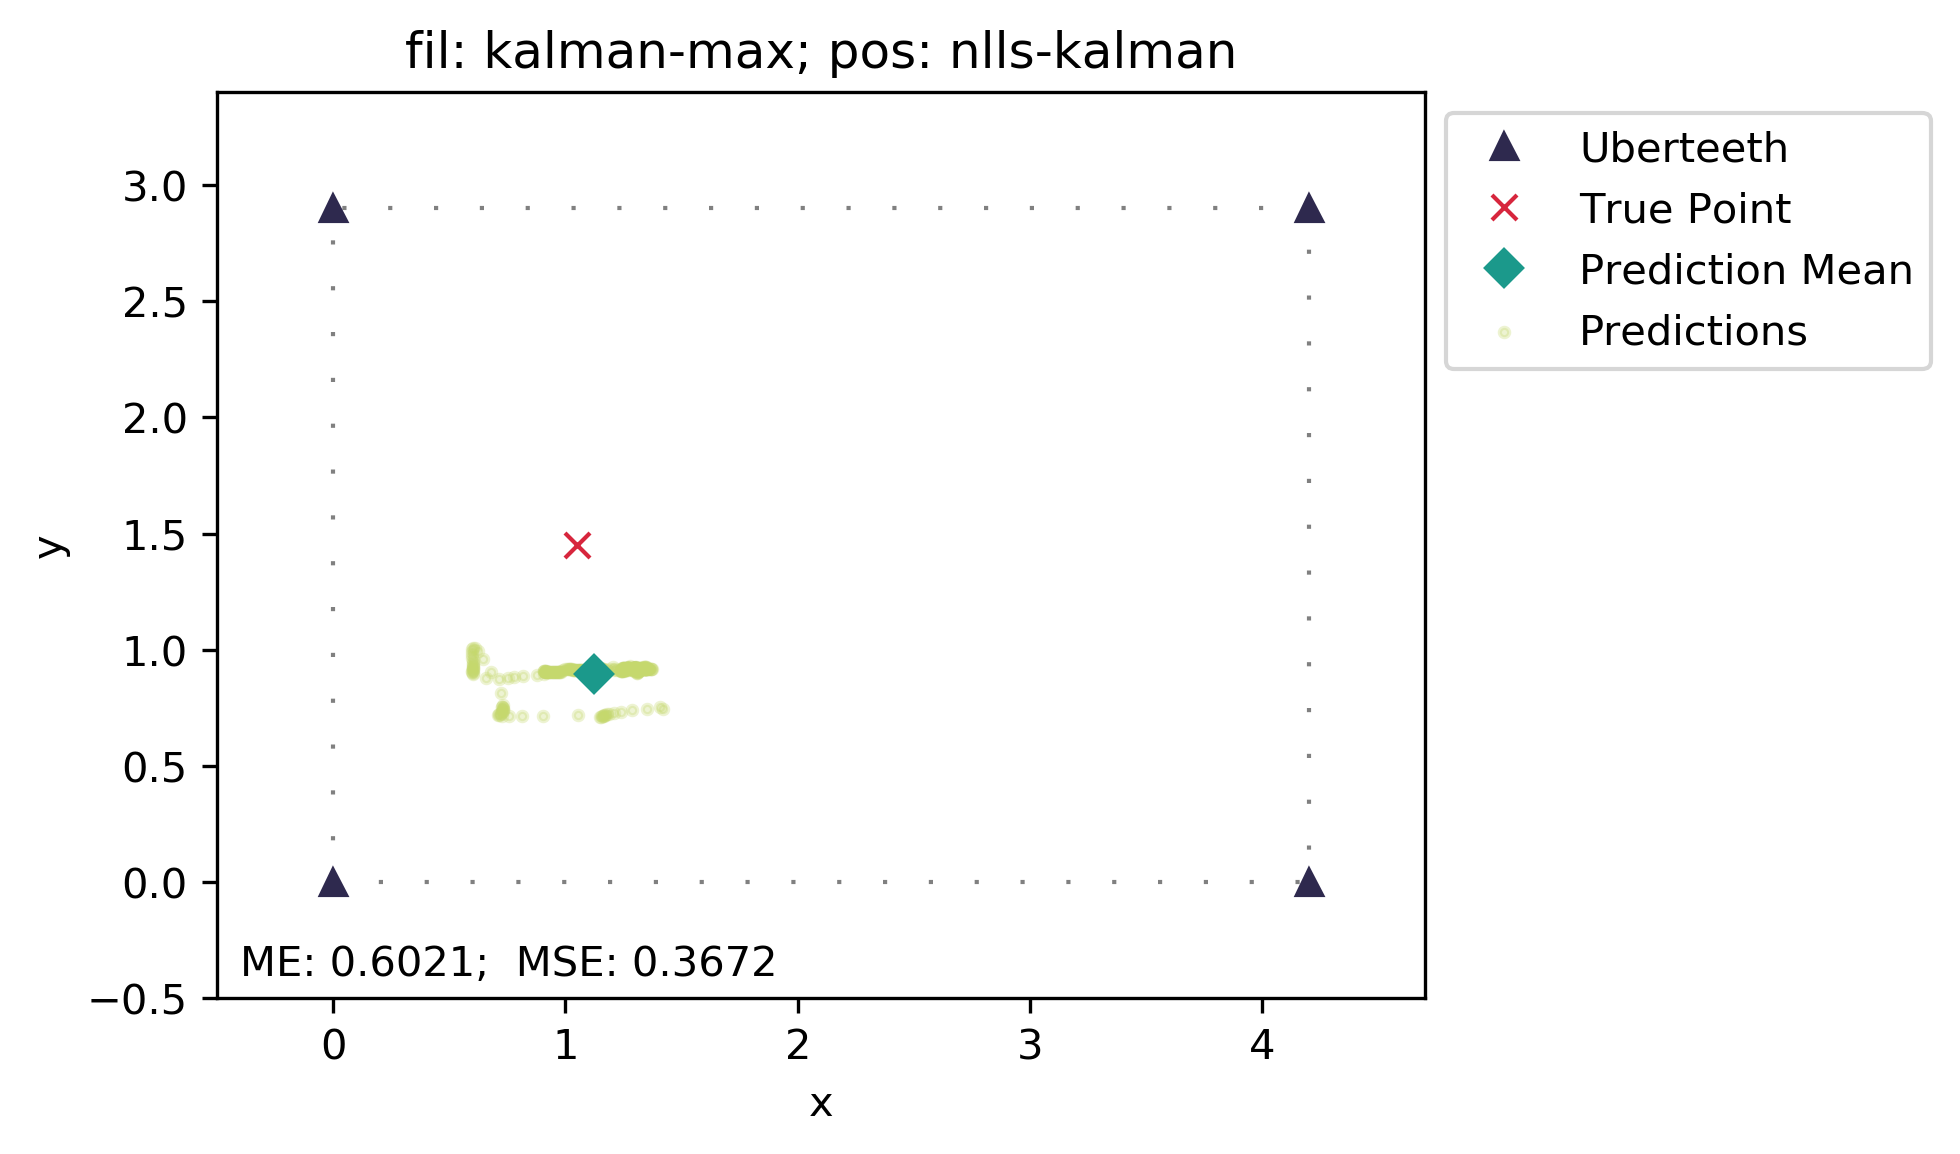 fil: kalman-max; pos: nlls-kalman
Uberteeth
True Point
Prediction Mean
Predictions
3.0
2.5
2.0
1.5
1.0
0.5
0.0
−0.5
y
ME: 0.6021;  MSE: 0.3672
0 1 2 3 4
x